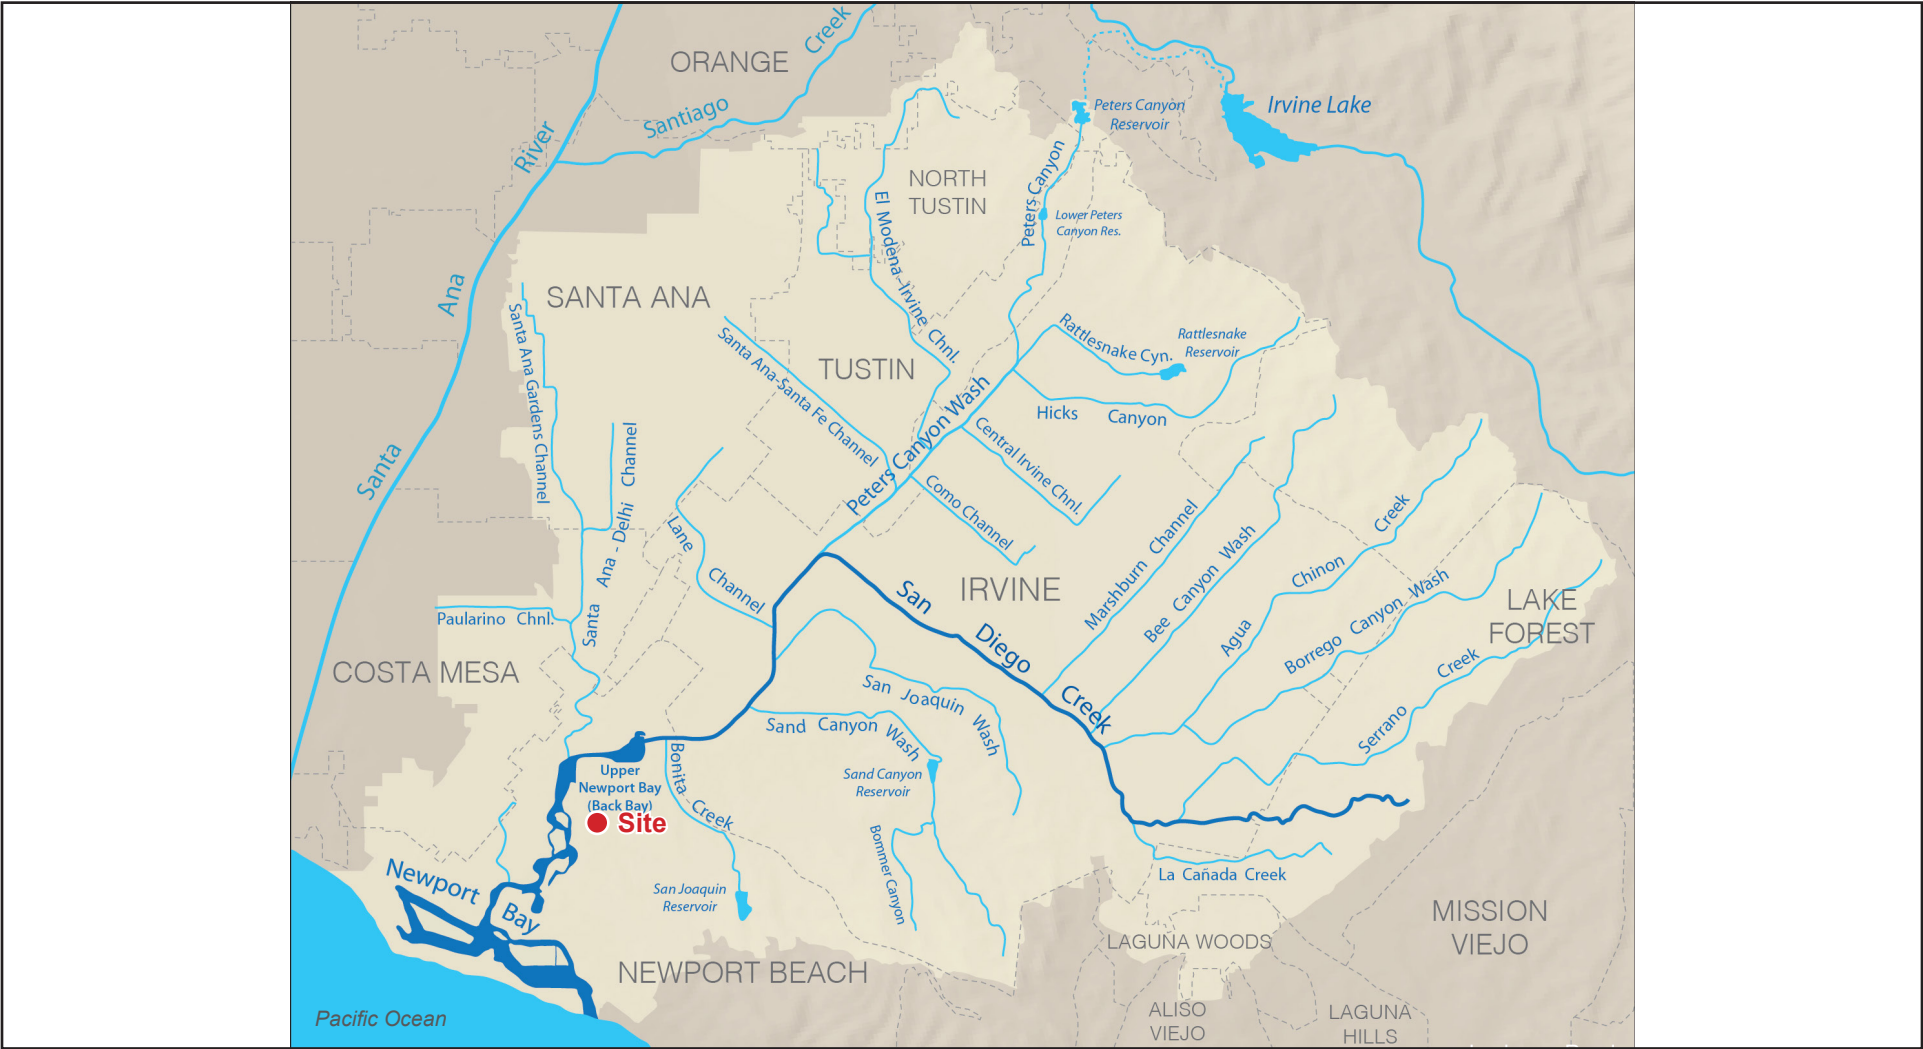 ORANGE
Creek
Santiago
River
Ana
Santa
Irvine Lake
Peters Canyon
Reservoir
NORTH
TUSTIN
Peters Canyon
Lower Peters
Canyon Res.
El Modena-Irvine Chnl.
SANTA ANA
Santa Ana Gardens Channel
TUSTIN
Santa Ana-Santa Fe Channel
Rattlesnake Cyn.
Rattlesnake
Reservoir
Hicks Canyon
Peters Canyon Wash
Central Irvine Chnl.
Como Channel
Santa Ana - Delhi Channel
Lane Channel
IRVINE
San Diego Creek
Marshburn Channel
Bee Canyon Wash
Agua Chinon Creek
Borrego Canyon Wash
LAKE
FOREST
Serrano Creek
Paularino Chnl.
COSTA MESA
San Joaquin Wash
Sand Canyon Wash
Sand Canyon
Reservoir
Bonita Creek
Upper
Newport Bay
(Back Bay)
Site
Bommer Canyon
San Joaquin
Reservoir
La Cañada Creek
Newport
Bay
NEWPORT BEACH
LAGUNA WOODS
MISSION
VIEJO
ALISO
VIEJO
LAGUNA
HILLS
Pacific Ocean